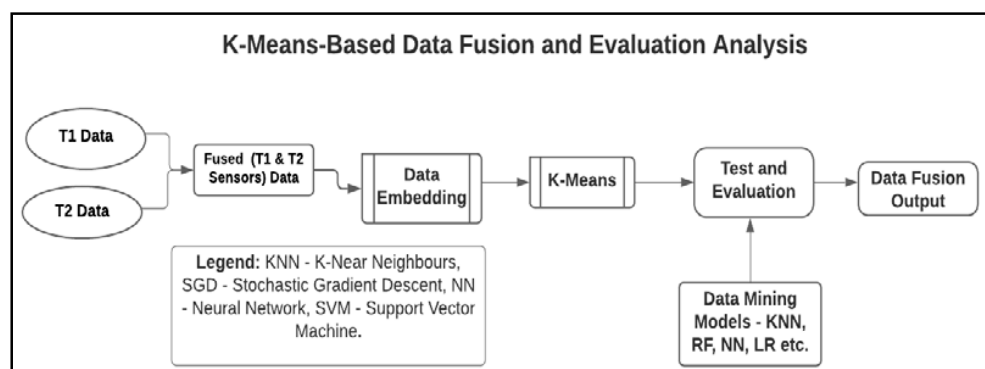 K-Means-Based Data Fusion and Evaluation Analysis
T1 Data
T2 Data
Fused (T1 & T2
Sensors) Data
Data
Embedding
K-Means
Test and
Evaluation
Data Fusion
Output
Legend: KNN - K-Near Neighbours,
SGD - Stochastic Gradient Descent, NN
- Neural Network, SVM - Support Vector
Machine.
Data Mining
Models - KNN,
RF, NN, LR etc.